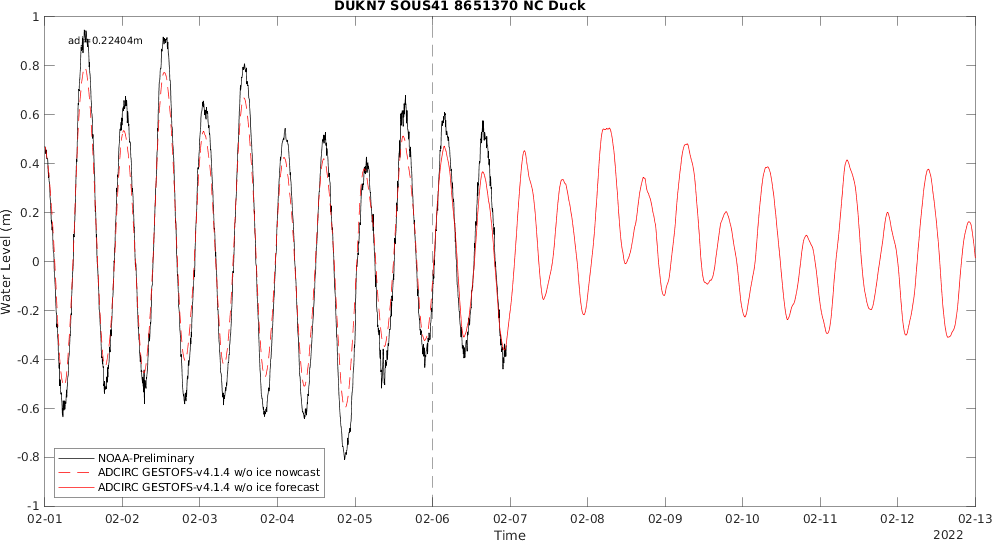 DUKN7 SOUS41 8651370 NC Duck
1
0.8
0.6
0.4
0.2
0
-0.2
-0.4
-0.6
-0.8
-1
Water Level (m)
NOAA-Preliminary
ADCIRC GESTOFS-v4.1.4 w/o ice nowcast
ADCIRC GESTOFS-v4.1.4 w/o ice forecast
02-01 02-02 02-03 02-04 02-05 02-06 02-07 02-08 02-09 02-10 02-11 02-12 02-13
Time
2022